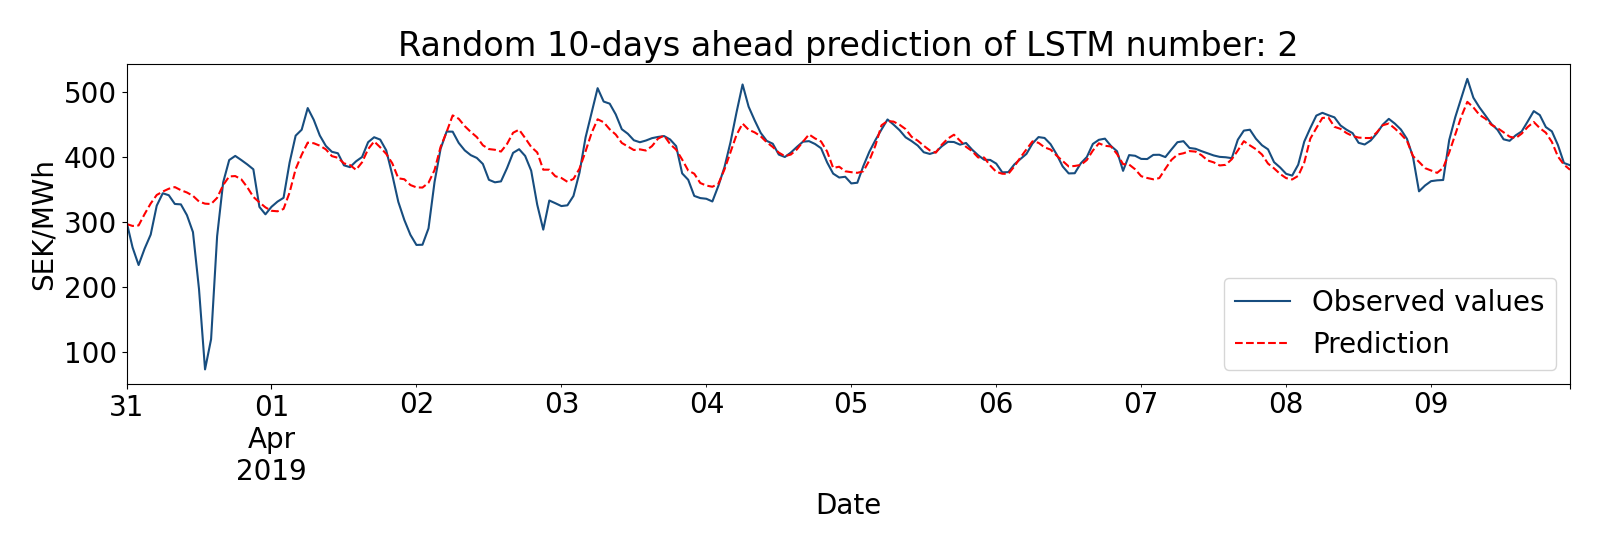 Random 10-days ahead prediction of LSTM number: 2
500
400
300
200
100
SEK/MWh
Observed values
Prediction
31 01 02 03 04 05 06 07 08 09
Apr
2019
Date